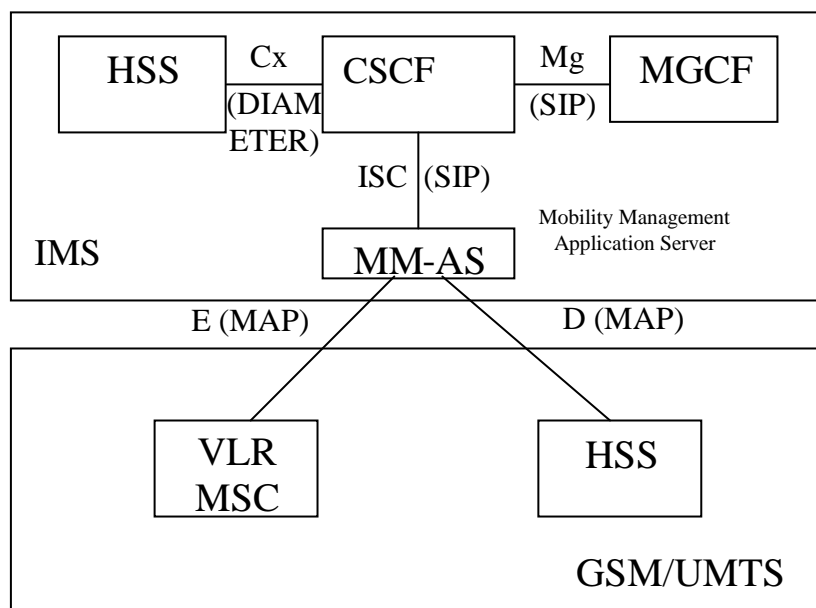 HSS
Cx
(DIAM
ETER)
CSCF
Mg
(SIP)
MGCF
ISC (SIP)
Mobility Management
Application Server
IMS
MM-AS
E (MAP)
D (MAP)
VLR
MSC
HSS
GSM/UMTS